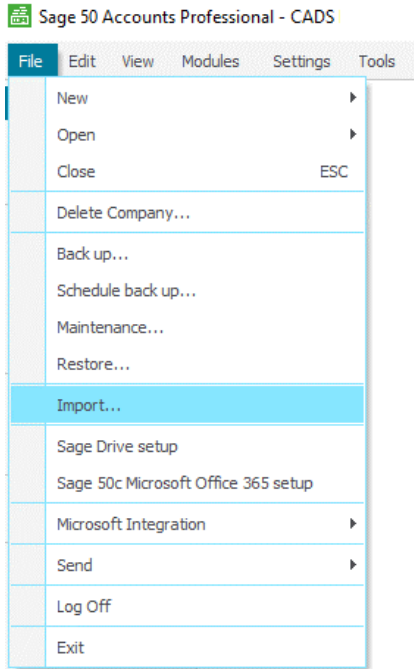 Sage 50 Accounts Professional - CADS
File Edit View Modules Settings Tools
New
Open
Close ESC
Delete Company...
Back up...
Schedule back up...
Maintenance...
Restore...
Import...
Sage Drive setup
Sage 50c Microsoft Office 365 setup
Microsoft Integration
Send
Log Off
Exit